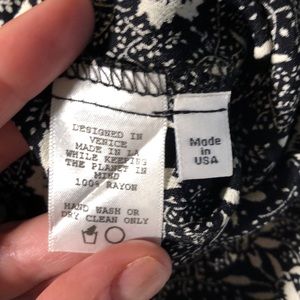 DESIGNED IN
VENICE
MADE IN LA
WHILE KEEPING
THE PLANET IN
MIND
100% RAYON
HAND WASH OR
DRY CLEAN ONLY
Made
in
USA